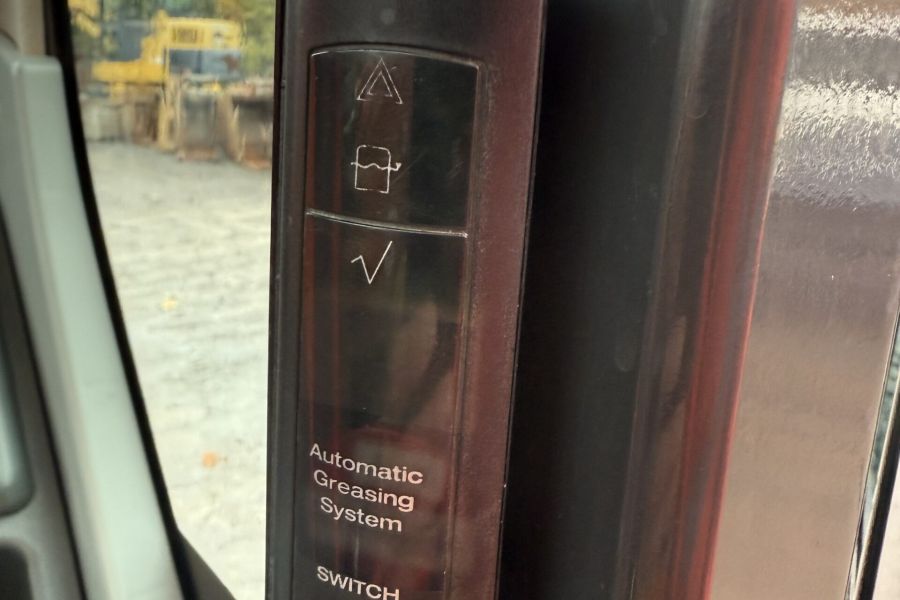 Automatic
Greasing
System
SWITCH